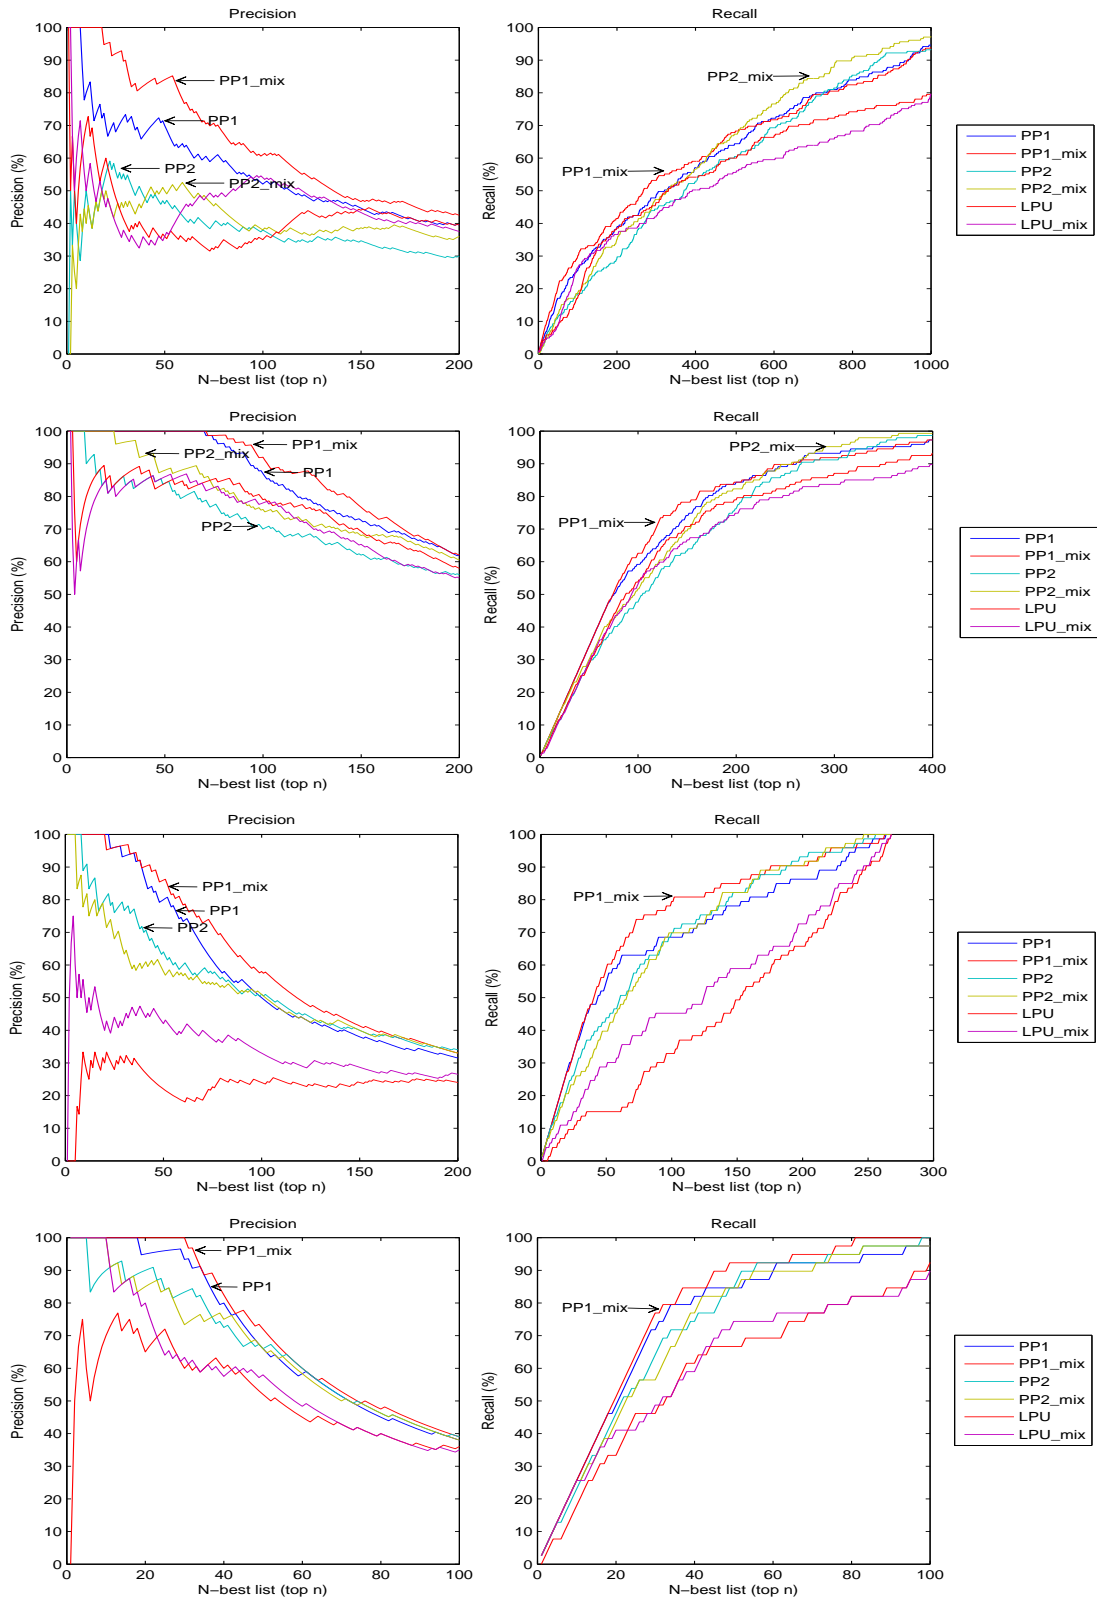 Precision
100
90
80
70
60
50
40
30
20
10
0
Precision (%)
PP1_mix
PP1
PP2
PP2_mix
0 50 100 150 200
N−best list (top n)
Recall
100
90
80
70
60
50
40
30
20
10
0
Recall (%)
PP2_mix
PP1_mix
0 200 400 600 800 1000
N−best list (top n)
PP1
PP1_mix
PP2
PP2_mix
LPU
LPU_mix
Precision
100
90
80
70
60
50
40
30
20
10
0
Precision (%)
PP1_mix
PP2_mix
PP1
PP2
0 50 100 150 200
N−best list (top n)
Recall
100
90
80
70
60
50
40
30
20
10
0
Recall (%)
PP2_mix
PP1_mix
0 100 200 300 400
N−best list (top n)
PP1
PP1_mix
PP2
PP2_mix
LPU
LPU_mix
Precision
100
90
80
70
60
50
40
30
20
10
0
Precision (%)
PP1_mix
PP1
PP2
0 50 100 150 200
N−best list (top n)
Recall
100
90
80
70
60
50
40
30
20
10
0
Recall (%)
PP1_mix
0 50 100 150 200 250 300
N−best list (top n)
PP1
PP1_mix
PP2
PP2_mix
LPU
LPU_mix
Precision
100
90
80
70
60
50
40
30
20
10
0
Precision (%)
PP1_mix
PP1
0 20 40 60 80 100
N−best list (top n)
Recall
100
90
80
70
60
50
40
30
20
10
0
Recall (%)
PP1_mix
0 20 40 60 80 100
N−best list (top n)
PP1
PP1_mix
PP2
PP2_mix
LPU
LPU_mix